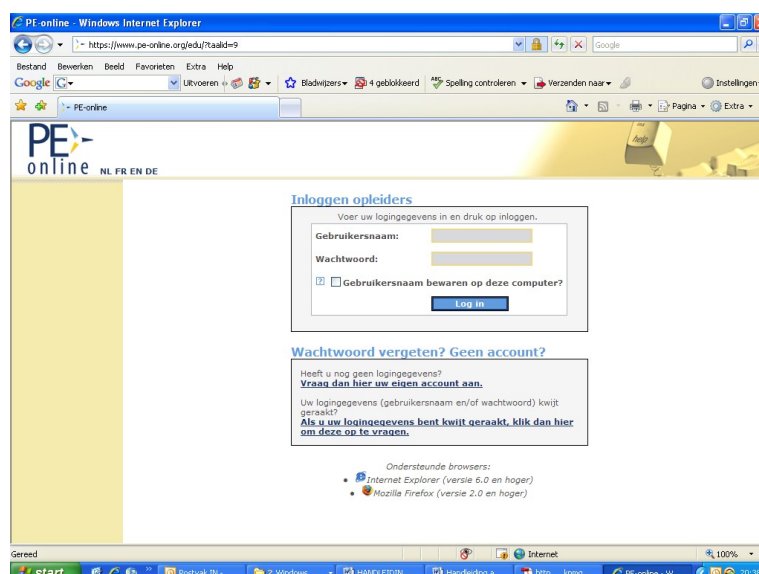 PE-online - Windows Internet Explorer
https://www.pe-online.org/edu/?taalid=9
Google
Bestand Bewerken Beeld Favorieten Extra Help
Google G Uitvoeren Bladwijzers 4 geblokkeerd Spelling controleren Verzenden naar Instellingen
PE-online Pagina Extra
PE
online NL FR EN DE
help
Inloggen opleiders
Voer uw logingegevens in en druk op inloggen.
Gebruikersnaam:
Wachtwoord:
? Gebruikersnaam bewaren op deze computer?
Log in
Wachtwoord vergeten? Geen account?
Heeft u nog geen logingegevens?
Vraag dan hier uw eigen account aan.
Uw logingegevens (gebruikersnaam en/of wachtwoord) kwijt
geraakt?
Als u uw logingegevens bent kwijt geraakt, klik dan hier
om deze op te vragen.
Ondersteunde browsers:
Internet Explorer (versie 6.0 en hoger)
Mozilla Firefox (versie 2.0 en hoger)
Gereed Internet 100%
start Postvak IN - 2 Windows HANDLEIDIN Handleiding a PE-online - W